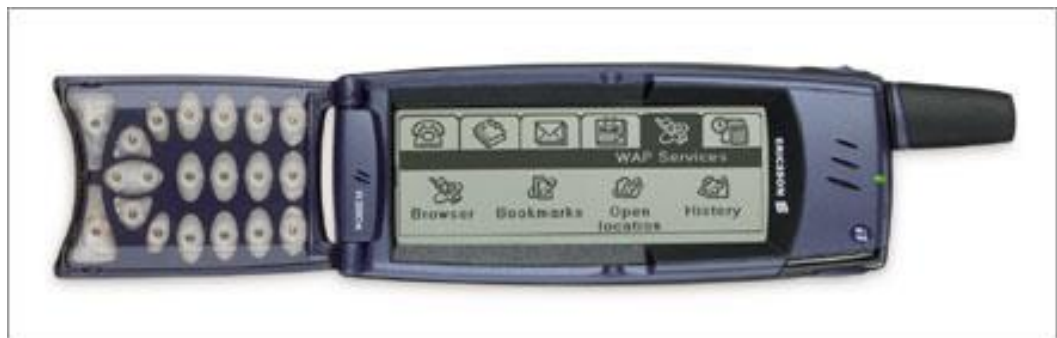 WAP Services
Browser
Bookmarks
Open
location
History
ERICSSON